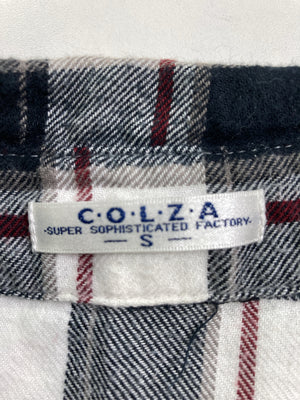 C·O·L·Z·A
·SUPER SOPHISTICATED FACTORY·
— S —